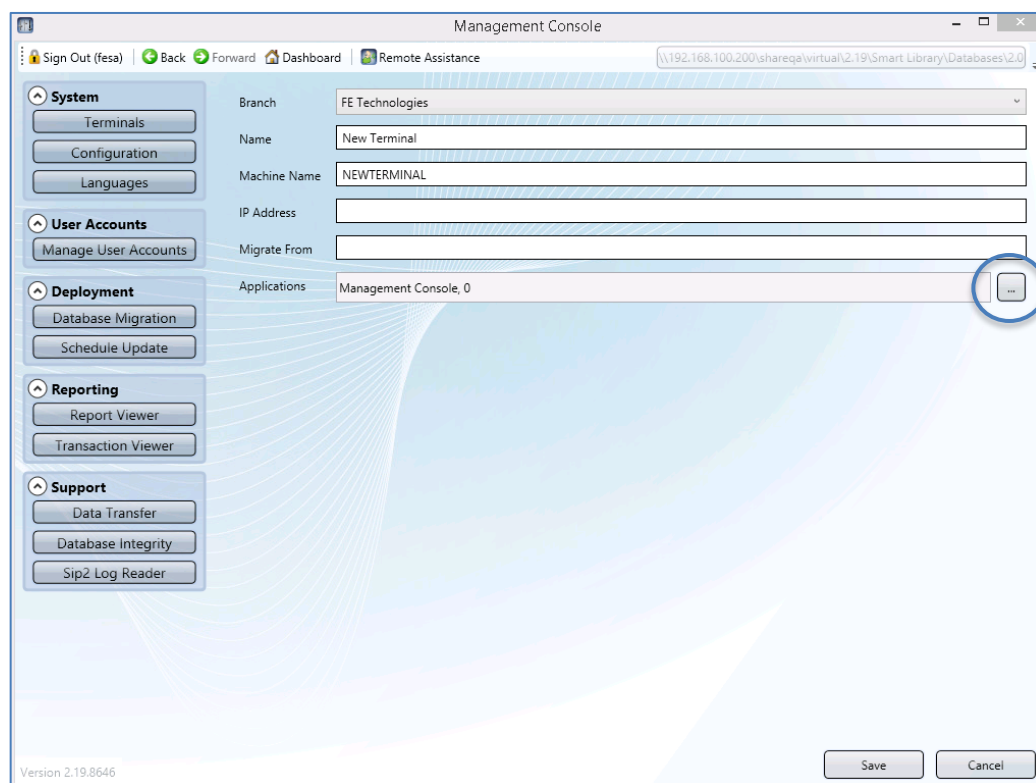 Management Console
Sign Out (fesa) Back Forward Dashboard Remote Assistance \\192.168.100.200\shareqa\virtual\2.19\Smart Library\Databases\2.0
System
Terminals
Configuration
Languages
User Accounts
Manage User Accounts
Deployment
Database Migration
Schedule Update
Reporting
Report Viewer
Transaction Viewer
Support
Data Transfer
Database Integrity
Sip2 Log Reader
Branch FE Technologies
Name New Terminal
Machine Name NEWTERMINAL
IP Address
Migrate From
Applications Management Console, 0 ...
Save Cancel
Version 2.19.8646